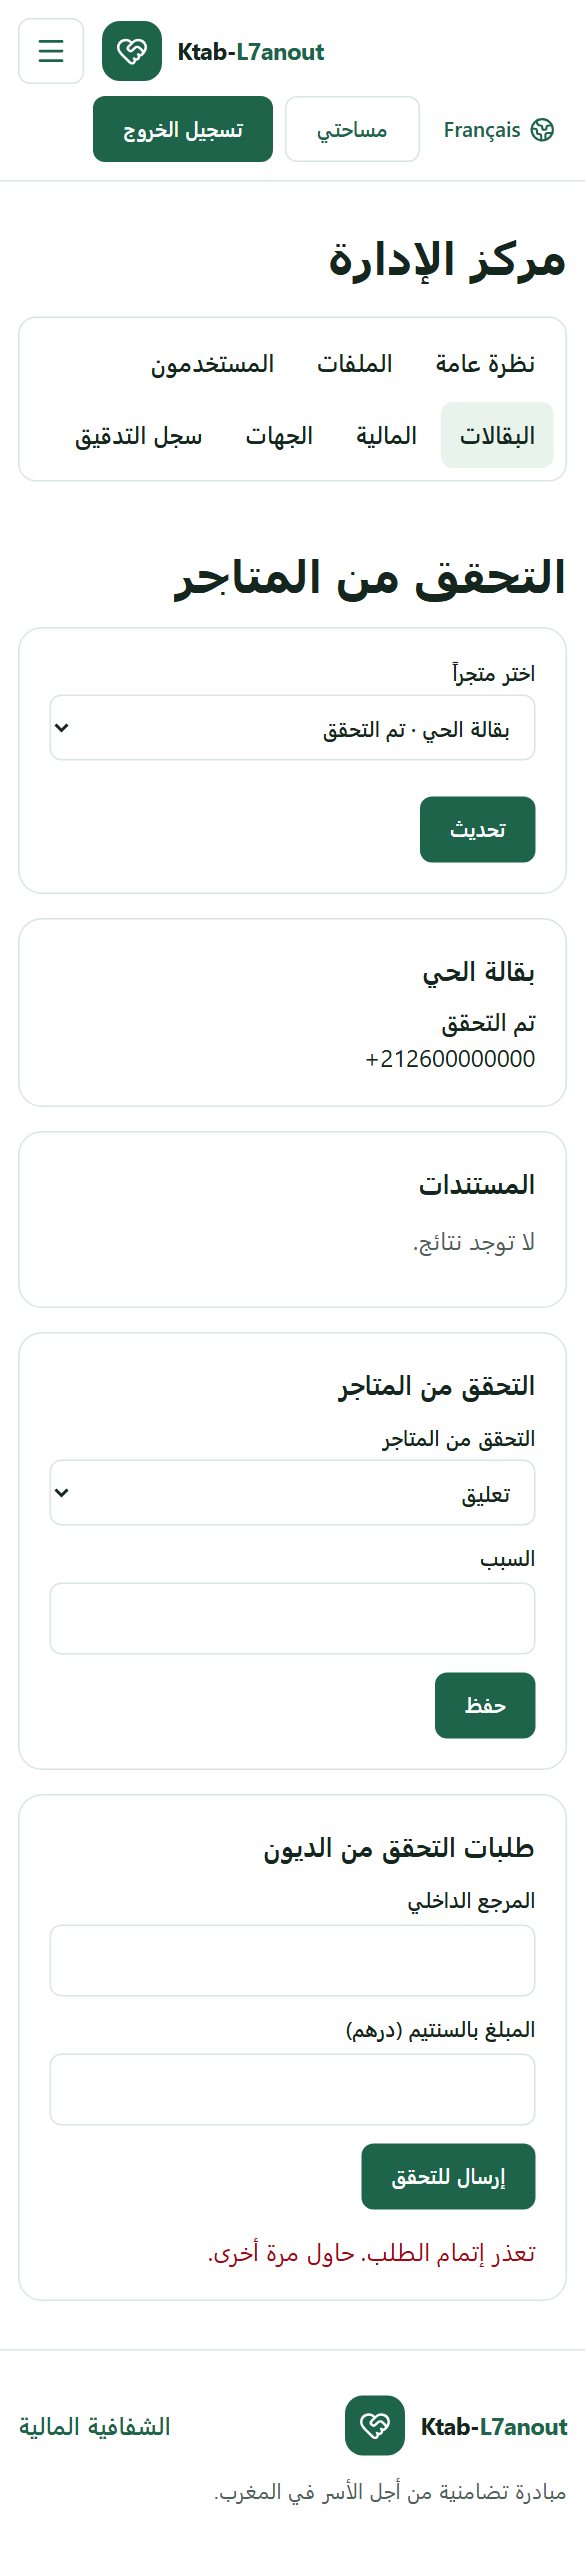 Ktab-L7anout
Français
مساحتي
تسجيل الخروج
مركز الإدارة
نظرة عامة
الملفات
المستخدمون
البقالات
المالية
الجهات
سجل التدقيق
التحقق من المتاجر
اختر متجراً
بقالة الحي · تم التحقق
تحديث
بقالة الحي
تم التحقق
212600000000+
المستندات
لا توجد نتائج.
التحقق من المتاجر
التحقق من المتاجر
تعليق
السبب
حفظ
طلبات التحقق من الديون
المرجع الداخلي
المبلغ بالسنتيم (درهم)
إرسال للتحقق
تعذر إتمام الطلب. حاول مرة أخرى.
Ktab-L7anout
الشفافية المالية
مبادرة تضامنية من أجل الأسر في المغرب.